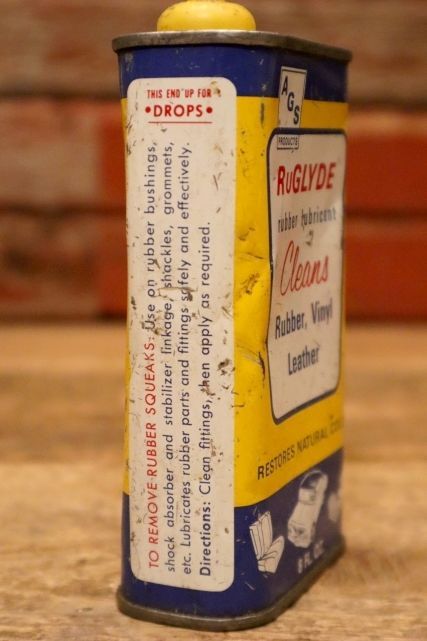 THIS END UP FOR
•DROPS•
TO REMOVE RUBBER SQUEAKS: Use on rubber bushings,
shock absorber and stabilizer linkage, shackles, grommets,
etc. Lubricates rubber parts and fittings safely and effectively.
Directions: Clean fittings, then apply as required.
AGS
PRODUCTS
RuGLYDE
rubber lubricant
Cleans
Rubber, Vinyl
Leather
RESTORES NATURAL
8 FL. OZ.